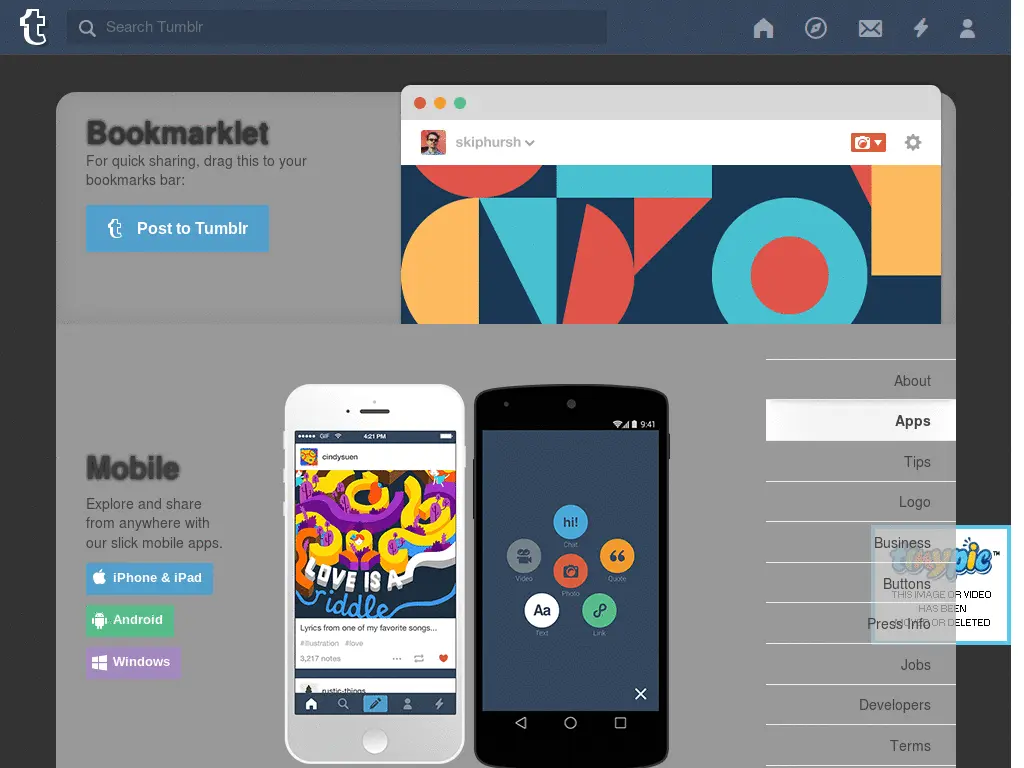 Search Tumblr
Bookmarklet
For quick sharing, drag this to your
bookmarks bar:
Post to Tumblr
skiphursh
Mobile
Explore and share
from anywhere with
our slick mobile apps.
iPhone & iPad
Android
Windows
GIF
4:21 PM
cindysuen
LOVE IS A
riddle
Lyrics from one of my favorite songs...
#illustration #love
3,217 notes
rustic-things
9:41
hi!
Chat
Video
Quote
Photo
Aa
Text
Link
About
Apps
Tips
Logo
Business
tinypic™
Buttons
THIS IMAGE OR VIDEO
HAS BEEN
Press Info
OR DELETED
Jobs
Developers
Terms